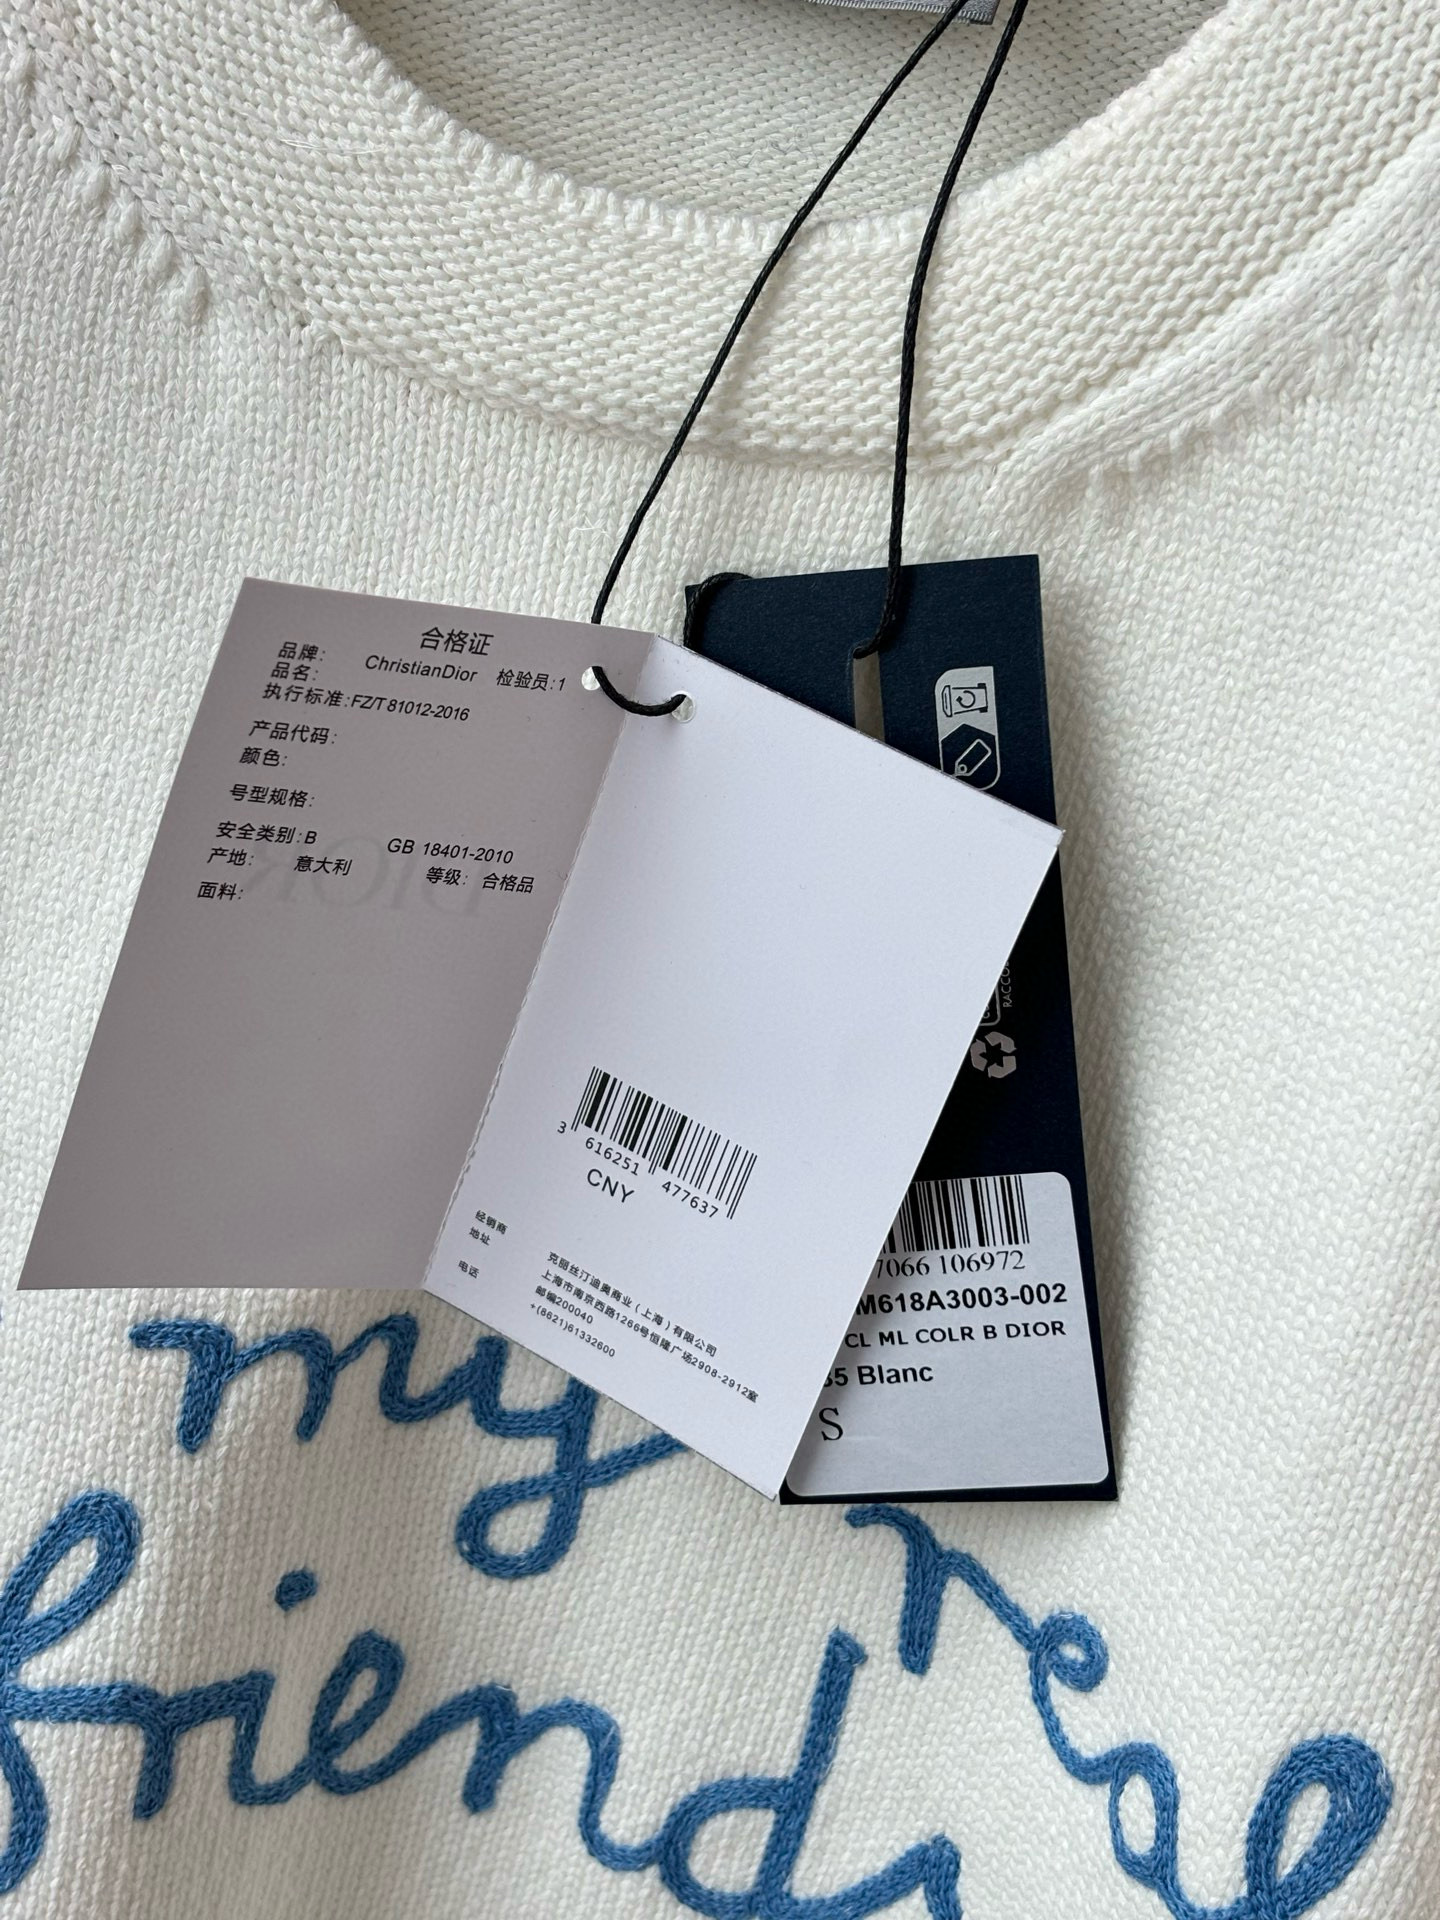 合格证
品牌: ChristianDior 检验员:1
品名:
执行标准:FZ/T 81012-2016
产品代码:
颜色:
号型规格:
安全类别:B GB 18401-2010
产地: 意大利 等级: 合格品
面料:
DIOR
3 616251 477637
CNY
经销商 克丽丝汀迪奥商业(上海)有限公司
地址 上海市南京西路1266号恒隆广场2908-2912室
邮编200040
电话 +(8621)61332600
RACCO
7066 106972
M618A3003-002
CL ML COLR B DIOR
35 Blanc
S
my
friend
real